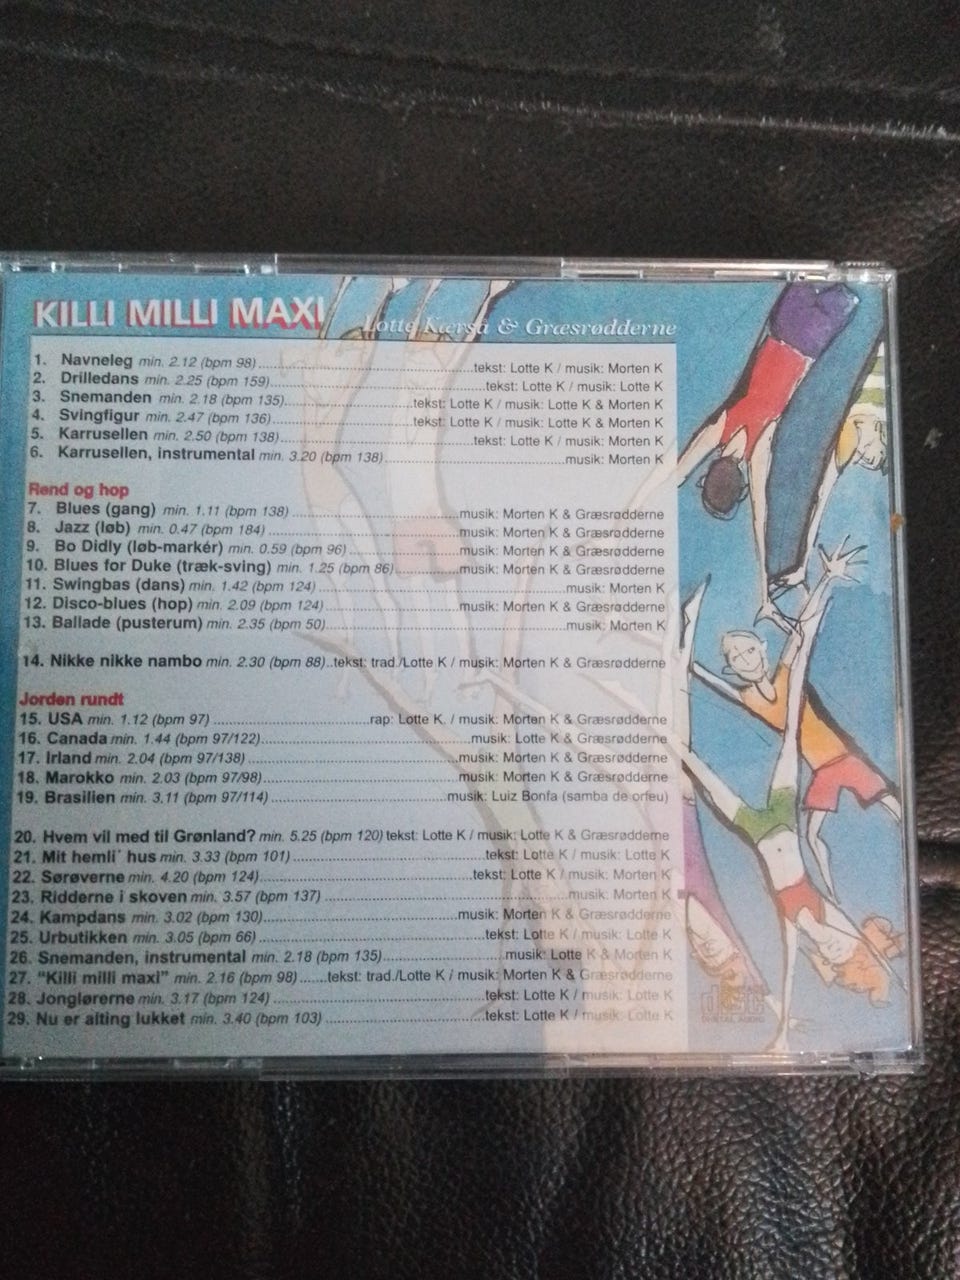 KILLI MILLI MAXI
Lotte Kærså & Græsrødderne
1. Navneleg min. 2.12 (bpm 98)..........tekst: Lotte K / musik: Morten K
2. Drilledans min. 2.25 (bpm 159)..........tekst: Lotte K / musik: Lotte K
3. Snemanden min. 2.18 (bpm 135)..........tekst: Lotte K / musik: Lotte K & Morten K
4. Svingfigur min. 2.47 (bpm 136)..........tekst: Lotte K / musik: Lotte K & Morten K
5. Karrusellen min. 2.50 (bpm 138)..........tekst: Lotte K / musik: Morten K
6. Karrusellen, instrumental min. 3.20 (bpm 138)..........musik: Morten K
Rend og hop
7. Blues (gang) min. 1.11 (bpm 138)..........musik: Morten K & Græsrødderne
8. Jazz (løb) min. 0.47 (bpm 184)..........musik: Morten K & Græsrødderne
9. Bo Didly (løb-markér) min. 0.59 (bpm 96)..........musik: Morten K & Græsrødderne
10. Blues for Duke (træk-sving) min. 1.25 (bpm 86)..........musik: Morten K & Græsrødderne
11. Swingbas (dans) min. 1.42 (bpm 124)..........musik: Morten K
12. Disco-blues (hop) min. 2.09 (bpm 124)..........musik: Morten K & Græsrødderne
13. Ballade (pusterum) min. 2.35 (bpm 50)..........musik: Morten K
14. Nikke nikke nambo min. 2.30 (bpm 88)..tekst: trad./Lotte K / musik: Morten K & Græsrødderne
Jorden rundt
15. USA min. 1.12 (bpm 97)..........rap: Lotte K. / musik: Morten K & Græsrødderne
16. Canada min. 1.44 (bpm 97/122)..........musik: Lotte K & Græsrødderne
17. Irland min. 2.04 (bpm 97/138)..........musik: Morten K & Græsrødderne
18. Marokko min. 2.03 (bpm 97/98)..........musik: Morten K & Græsrødderne
19. Brasilien min. 3.11 (bpm 97/114)..........musik: Luiz Bonfa (samba de orfeu)
20. Hvem vil med til Grønland? min. 5.25 (bpm 120) tekst: Lotte K / musik: Lotte K & Græsrødderne
21. Mit hemli´ hus min. 3.33 (bpm 101)..........tekst: Lotte K / musik: Lotte K
22. Sørøverne min. 4.20 (bpm 124)..........tekst: Lotte K / musik: Lotte K
23. Ridderne i skoven min. 3.57 (bpm 137)..........musik: Morten K
24. Kampdans min. 3.02 (bpm 130)..........musik: Morten K & Græsrødderne
25. Urbutikken min. 3.05 (bpm 66)..........tekst: Lotte K / musik: Lotte K
26. Snemanden, instrumental min. 2.18 (bpm 135)..........musik: Lotte K & Morten K
27. "Killi milli maxi" min. 2.16 (bpm 98)......tekst: trad./Lotte K / musik: Morten K & Græsrødderne
28. Jonglørerne min. 3.17 (bpm 124)..........tekst: Lotte K / musik: Lotte K
29. Nu er alting lukket min. 3.40 (bpm 103)..........tekst: Lotte K / musik: Lotte K
COMPACT
disc
DIGITAL AUDIO